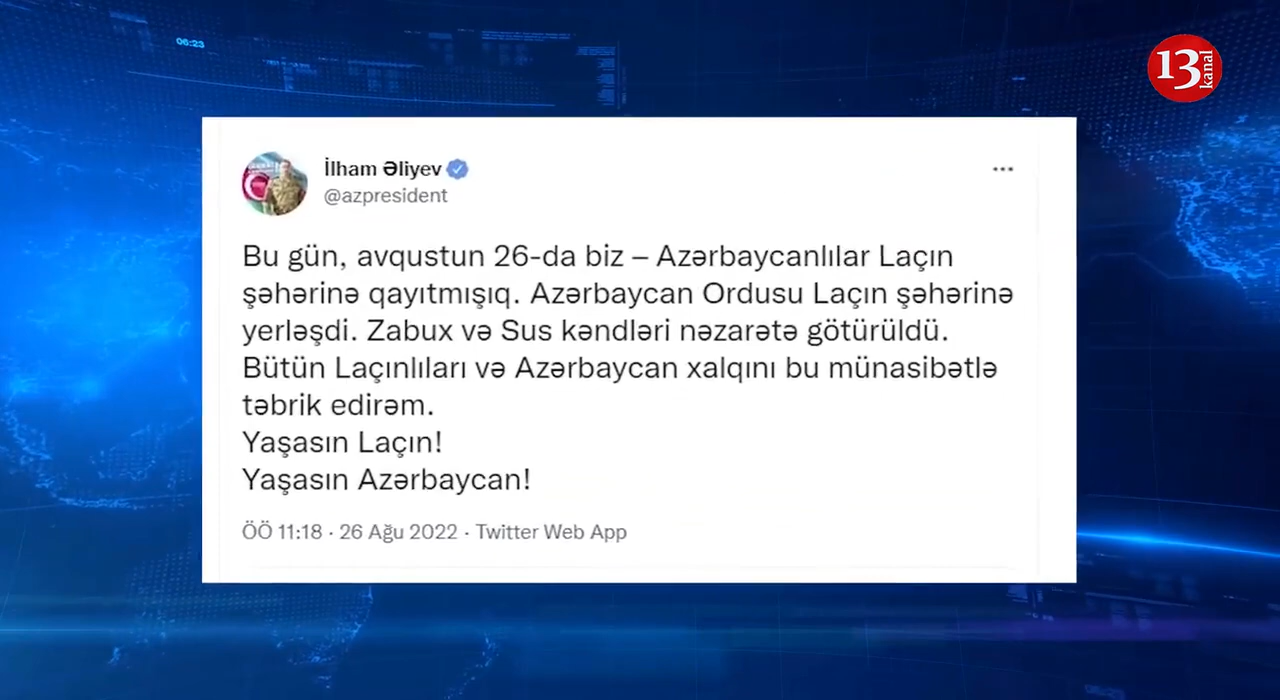 06:23
13
kanal
İlham Əliyev
@azpresident
Bu gün, avqustun 26-da biz – Azərbaycanlılar Laçın
şəhərinə qayıtmışıq. Azərbaycan Ordusu Laçın şəhərinə
yerləşdi. Zabux və Sus kəndləri nəzarətə götürüldü.
Bütün Laçınlıları və Azərbaycan xalqını bu münasibətlə
təbrik edirəm.
Yaşasın Laçın!
Yaşasın Azərbaycan!
ÖÖ 11:18 · 26 Ağu 2022 · Twitter Web App